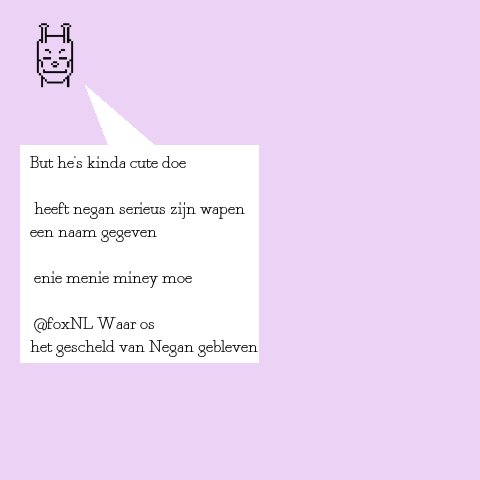 But he's kinda cute doe
heeft negan serieus zijn wapen
een naam gegeven
enie menie miney moe
@foxNL Waar os
het gescheld van Negan gebleven